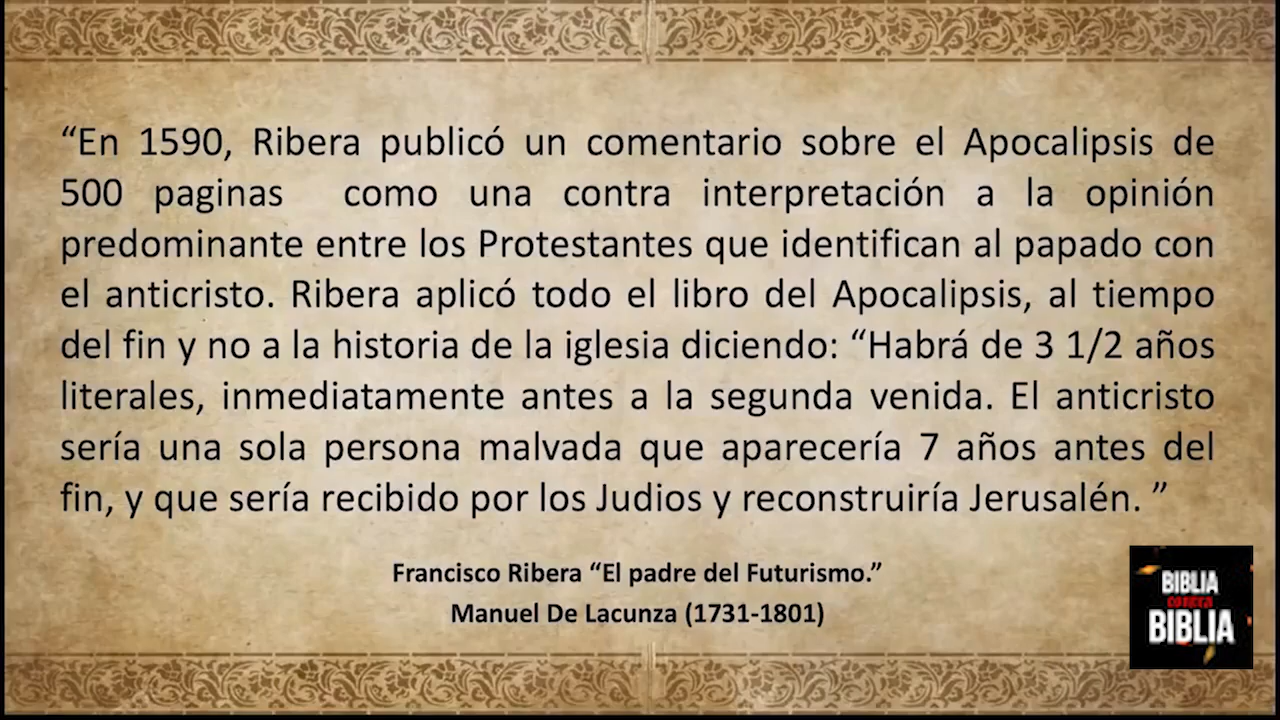 “En 1590, Ribera publicó un comentario sobre el Apocalipsis de
500 paginas como una contra interpretación a la opinión
predominante entre los Protestantes que identifican al papado con
el anticristo. Ribera aplicó todo el libro del Apocalipsis, al tiempo
del fin y no a la historia de la iglesia diciendo: “Habrá de 3 1/2 años
literales, inmediatamente antes a la segunda venida. El anticristo
sería una sola persona malvada que aparecería 7 años antes del
fin, y que sería recibido por los Judios y reconstruiría Jerusalén. ”
Francisco Ribera “El padre del Futurismo.”
Manuel De Lacunza (1731-1801)
BIBLIA
BIBLIA